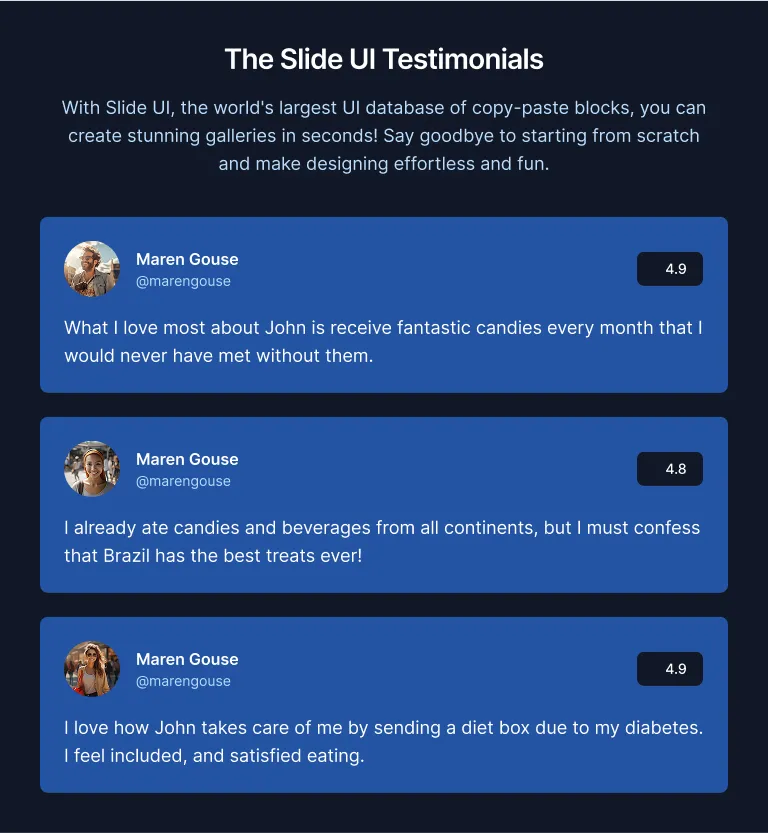 The Slide UI Testimonials
With Slide UI, the world's largest UI database of copy-paste blocks, you can
create stunning galleries in seconds! Say goodbye to starting from scratch
and make designing effortless and fun.
Maren Gouse
@marengouse
4.9
What I love most about John is receive fantastic candies every month that I
would never have met without them.
Maren Gouse
@marengouse
4.8
I already ate candies and beverages from all continents, but I must confess
that Brazil has the best treats ever!
Maren Gouse
@marengouse
4.9
I love how John takes care of me by sending a diet box due to my diabetes.
I feel included, and satisfied eating.